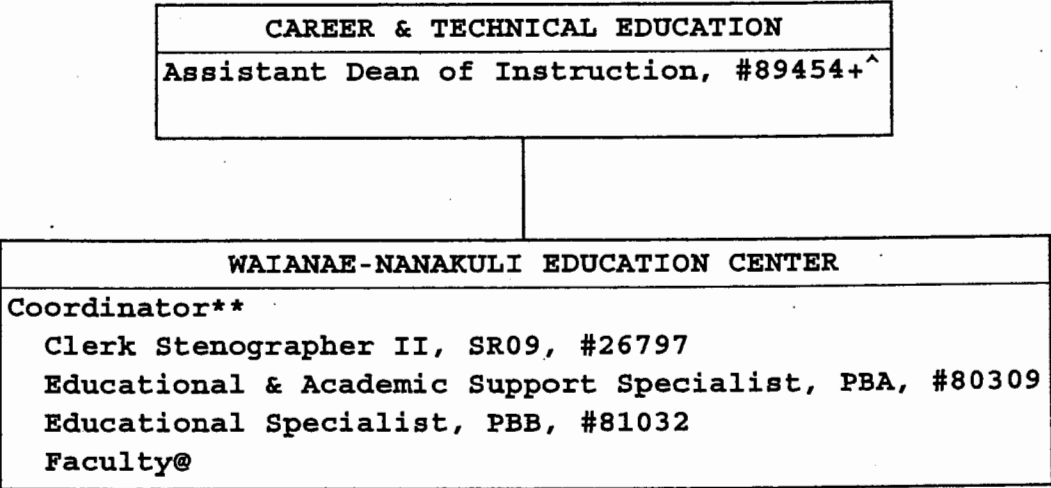 CAREER & TECHNICAL EDUCATION
Assistant Dean of Instruction, #89454+^
WAIANAE-NANAKULI EDUCATION CENTER
Coordinator**
Clerk Stenographer II, SR09, #26797
Educational & Academic Support Specialist, PBA, #80309
Educational Specialist, PBB, #81032
Faculty@